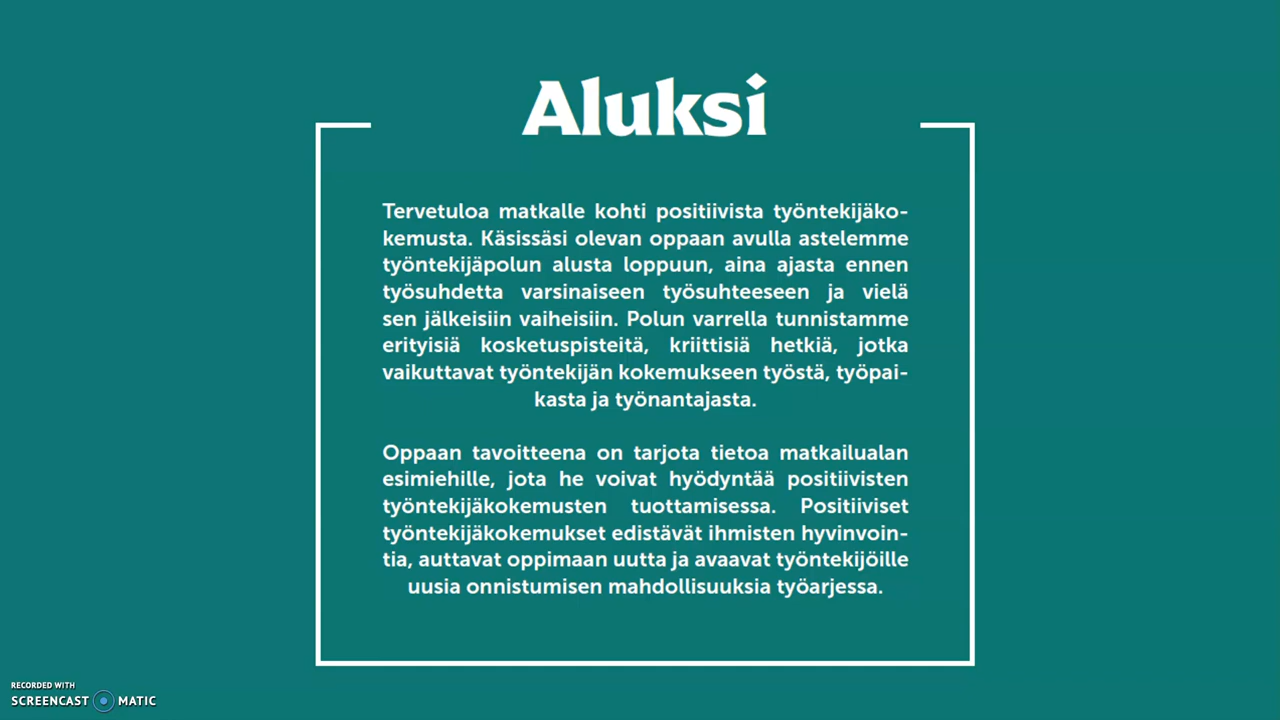 Aluksi
Tervetuloa matkalle kohti positiivista työntekijäko-
kemusta. Käsissäsi olevan oppaan avulla astelemme
työntekijäpolun alusta loppuun, aina ajasta ennen
työsuhdetta varsinaiseen työsuhteeseen ja vielä
sen jälkeisiin vaiheisiin. Polun varrella tunnistamme
erityisiä kosketuspisteitä, kriittisiä hetkiä, jotka
vaikuttavat työntekijän kokemukseen työstä, työpai-
kasta ja työnantajasta.
Oppaan tavoitteena on tarjota tietoa matkailualan
esimiehille, jota he voivat hyödyntää positiivisten
työntekijäkokemusten tuottamisessa. Positiiviset
työntekijäkokemukset edistävät ihmisten hyvinvoin-
tia, auttavat oppimaan uutta ja avaavat työntekijöille
uusia onnistumisen mahdollisuuksia työarjessa.
RECORDED WITH
SCREENCAST MATIC